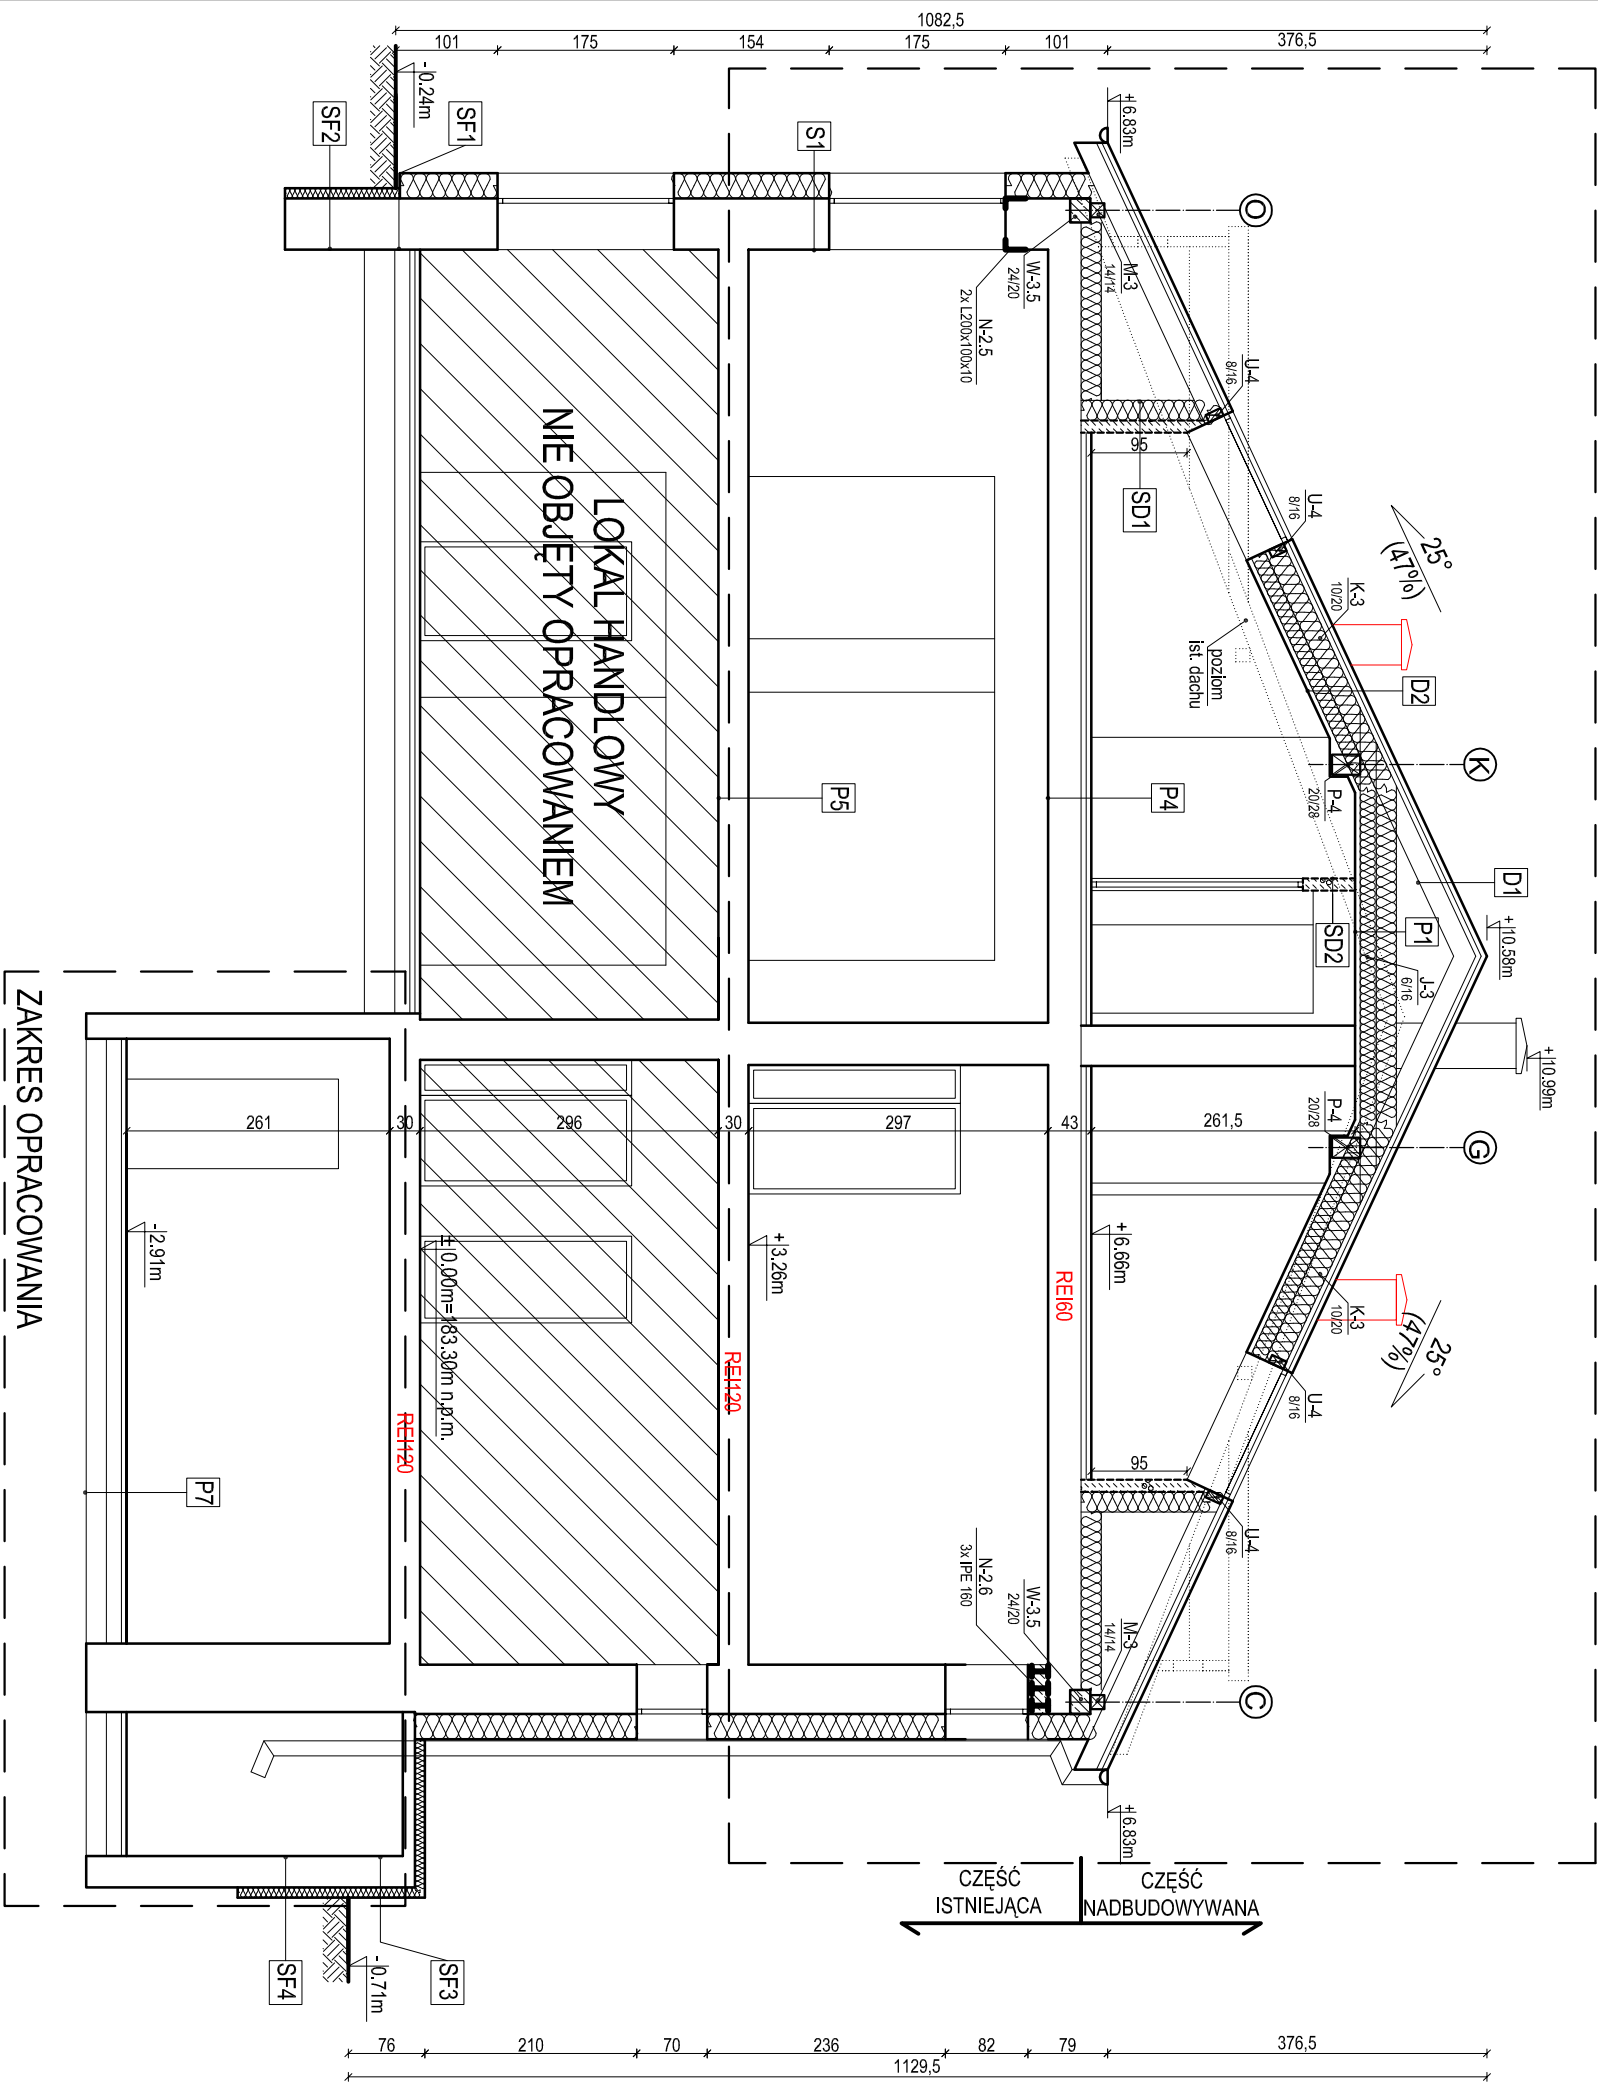 1082,5
101
175
154
175
101
376,5
-0.24m
SF1
SF2
S1
+6.83m
O
M-3
14/14
W-3.5
24/20
N-2.5
2x L200x100x10
U-4
8/16
95
SD1
U-4
8/16
25°
(47%)
K-3
10/20
D2
poziom
ist. dachu
K
P-4
20/28
P4
P5
LOKAL HANDLOWY
NIE OBJĘTY OPRACOWANIEM
D1
P1
SD2
+10.58m
J-3
6/16
+10.99m
P-4
20/28
G
261
30
296
30
297
43
261,5
-2.91m
±0.00m=183.30m n.p.m.
+3.26m
+6.66m
REI60
REI120
REI120
K-3
10/20
25°
(47%)
U-4
8/16
95
U-4
8/16
P7
N-2.6
3x IPE 160
W-3.5
24/20
M-3
14/14
C
+6.83m
ZAKRES OPRACOWANIA
CZĘŚĆ
ISTNIEJĄCA
CZĘŚĆ
NADBUDOWYWANA
SF3
SF4
-0.71m
76
210
70
236
82
79
376,5
1129,5